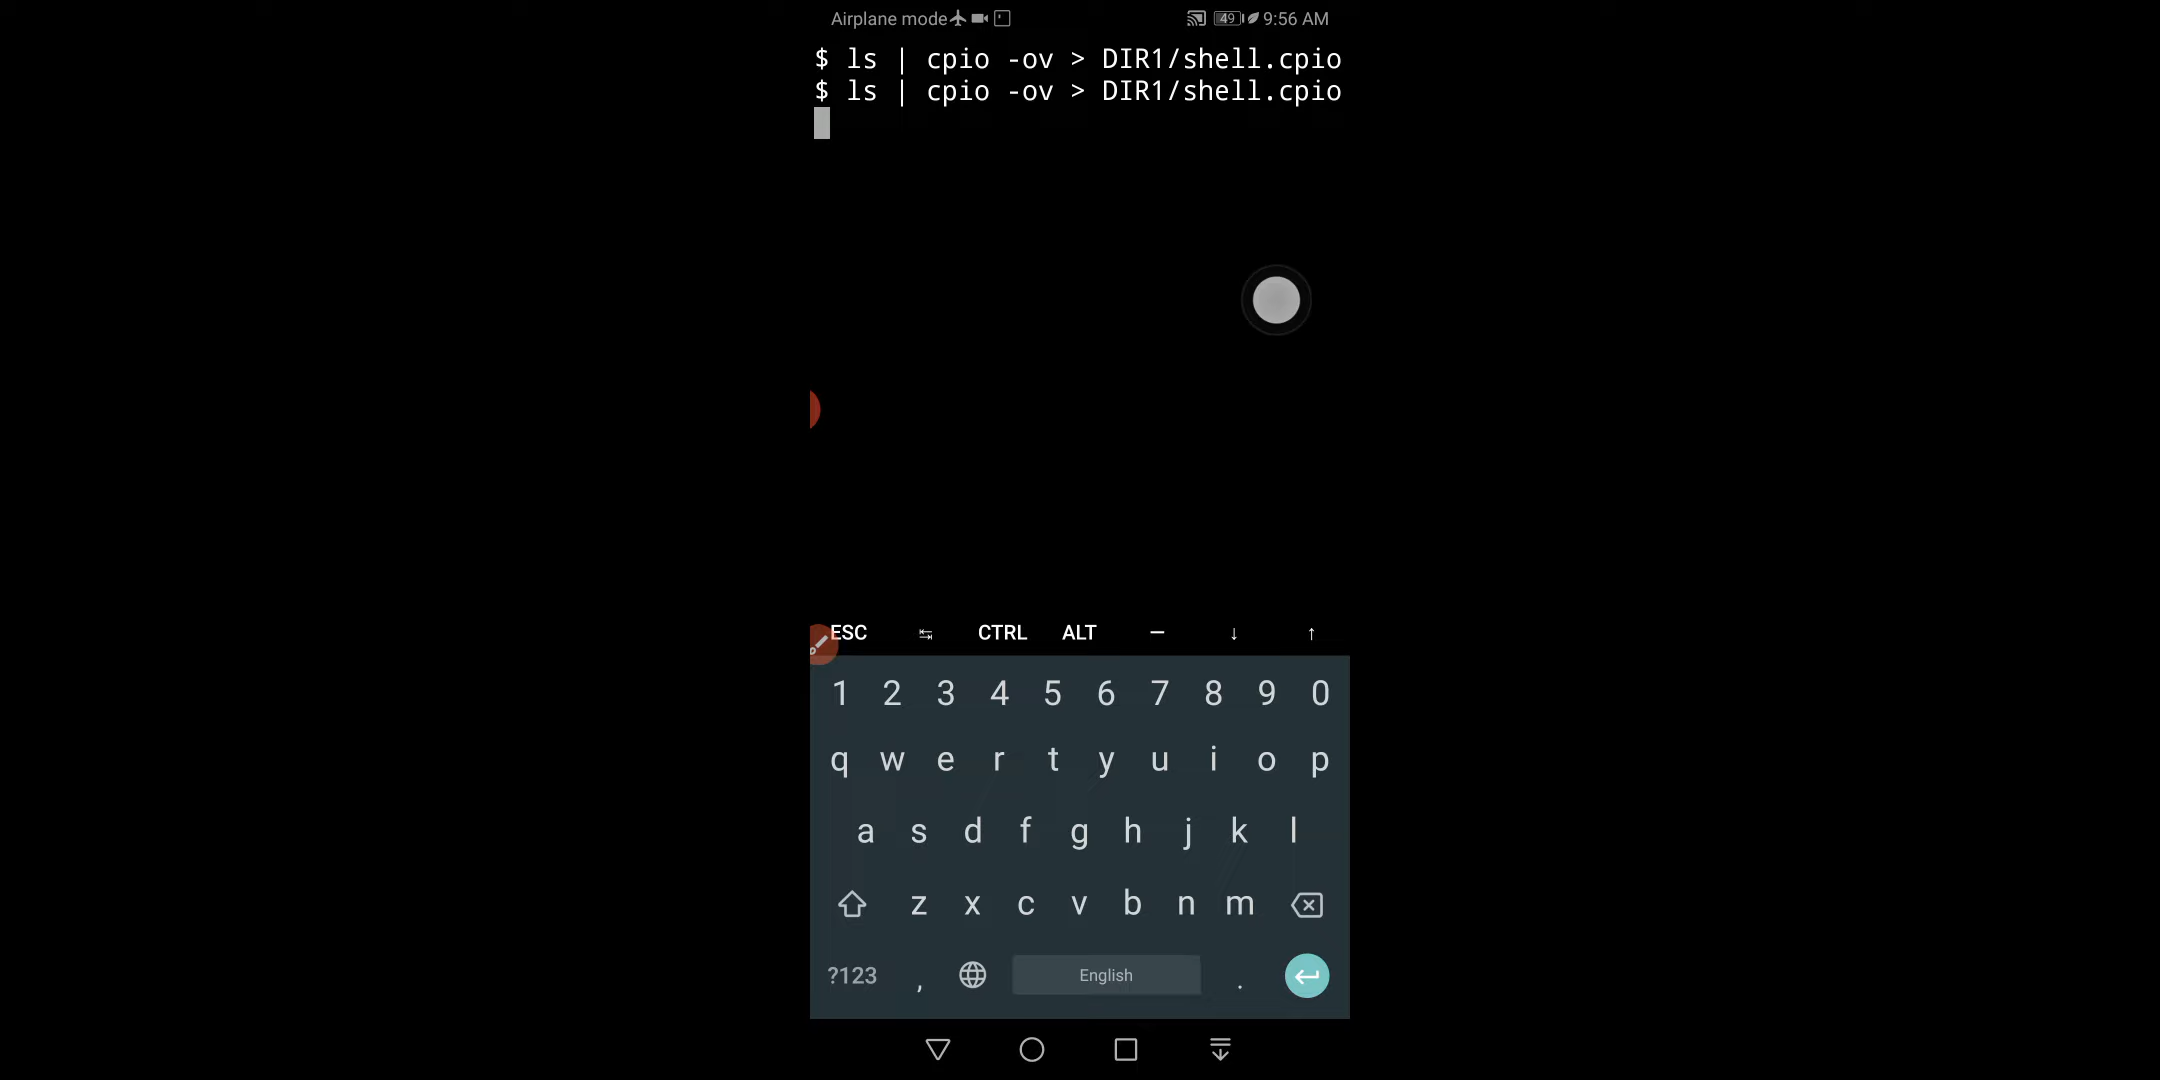 Airplane mode 49 9:56 AM
$ ls | cpio -ov > DIR1/shell.cpio
$ ls | cpio -ov > DIR1/shell.cpio
ESC ↹ CTRL ALT — ↓ ↑
1 2 3 4 5 6 7 8 9 0
q w e r t y u i o p
a s d f g h j k l
z x c v b n m
?123 , English .